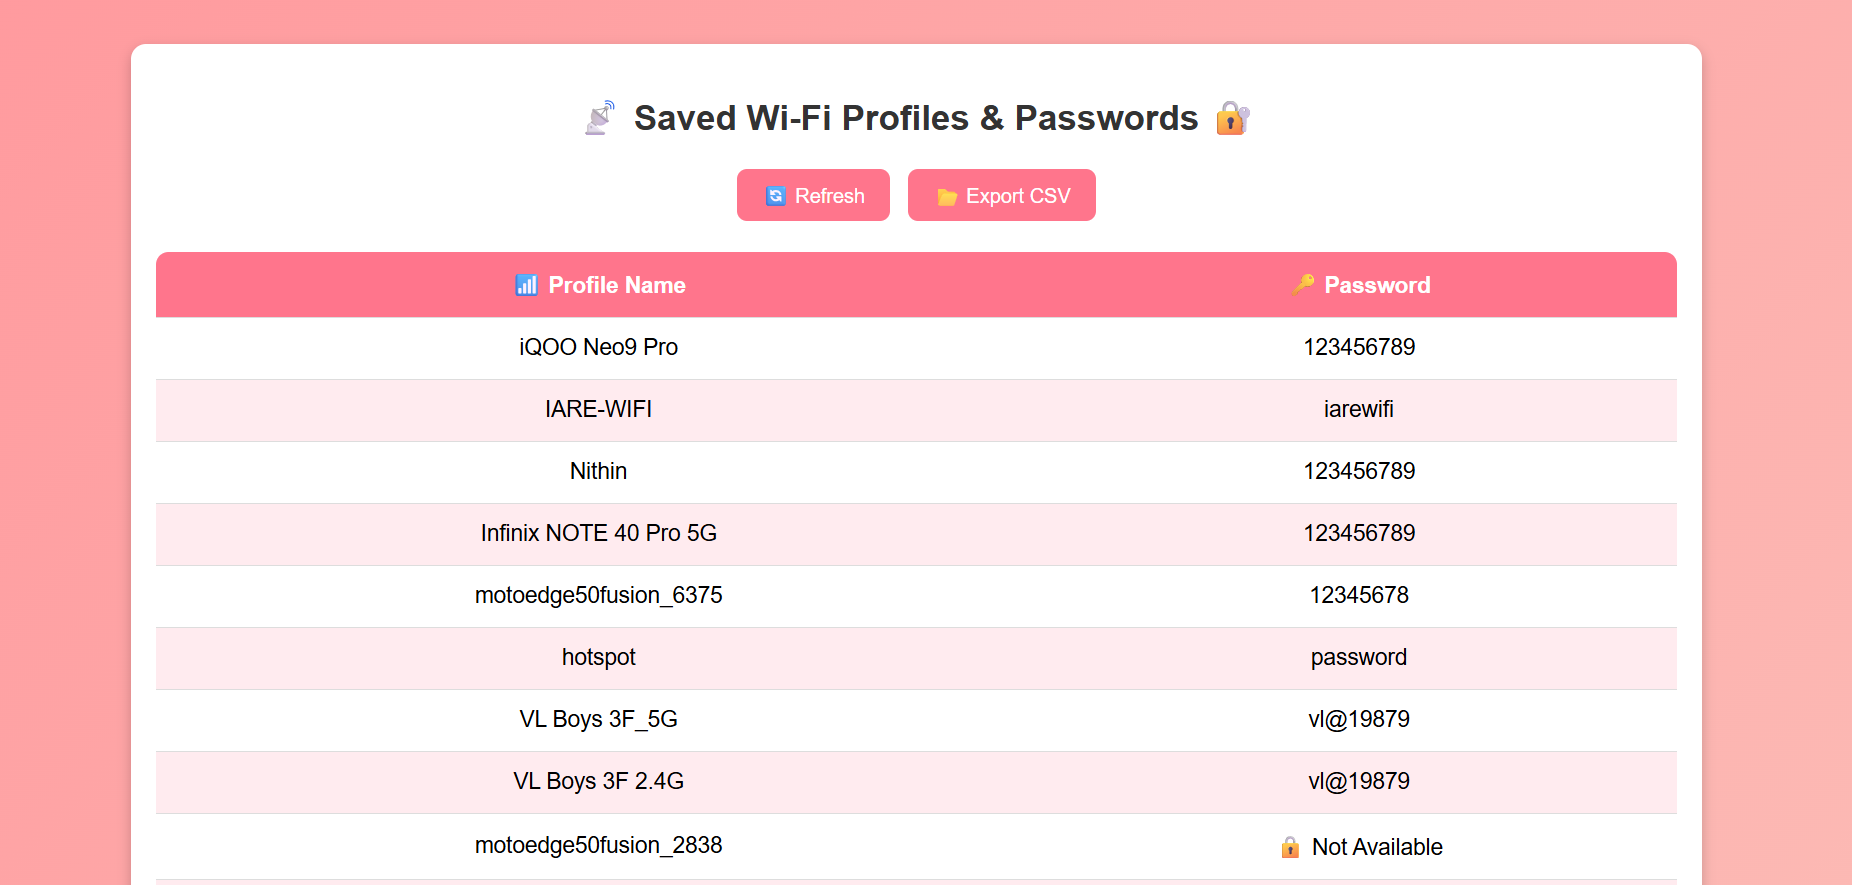 Saved Wi-Fi Profiles & Passwords
Refresh Export CSV
Profile Name Password
iQOO Neo9 Pro 123456789
IARE-WIFI iarewifi
Nithin 123456789
Infinix NOTE 40 Pro 5G 123456789
motoedge50fusion_6375 12345678
hotspot password
VL Boys 3F_5G vl@19879
VL Boys 3F 2.4G vl@19879
motoedge50fusion_2838 Not Available